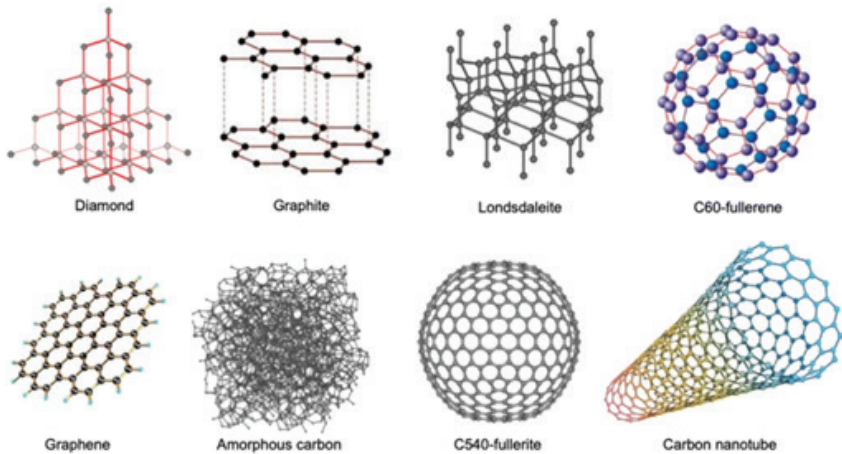 Diamond
Graphite
Londsdaleite
C60-fullerene
Graphene
Amorphous carbon
C540-fullerite
Carbon nanotube